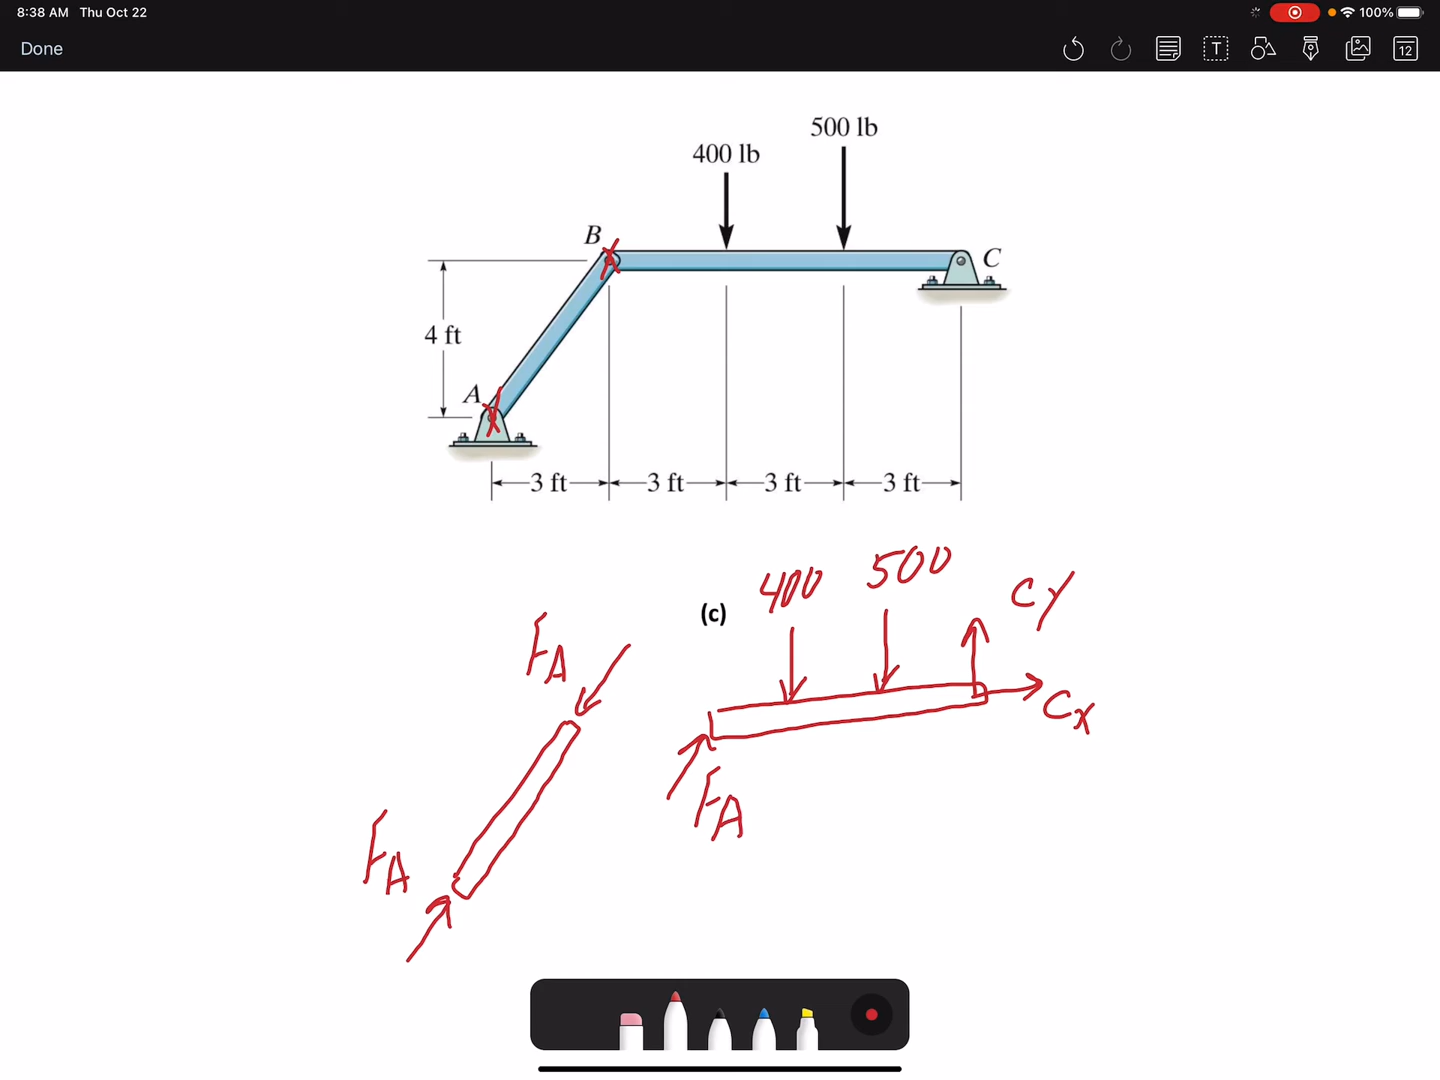 8:38 AM Thu Oct 22 100%
Done T 12
500 lb
400 lb
B
C
4 ft
A
3 ft 3 ft 3 ft 3 ft
400 500 Cy
(c)
FA
Cx
FA
FA